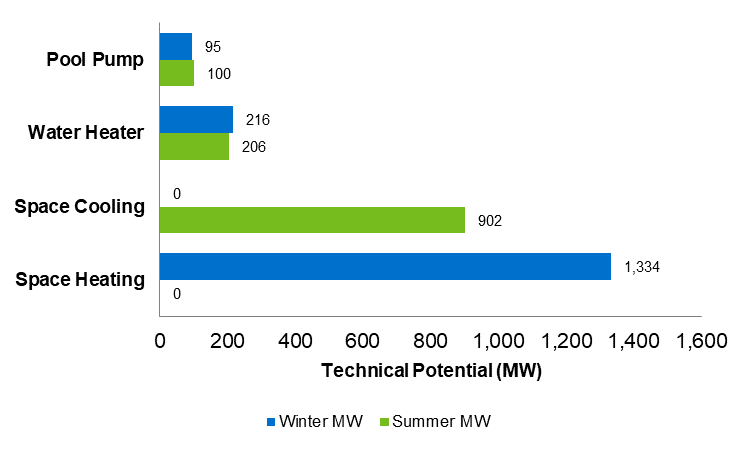 Pool Pump
95
100
Water Heater
216
206
Space Cooling
0
902
Space Heating
1,334
0
0 200 400 600 800 1,000 1,200 1,400 1,600
Technical Potential (MW)
Winter MW Summer MW